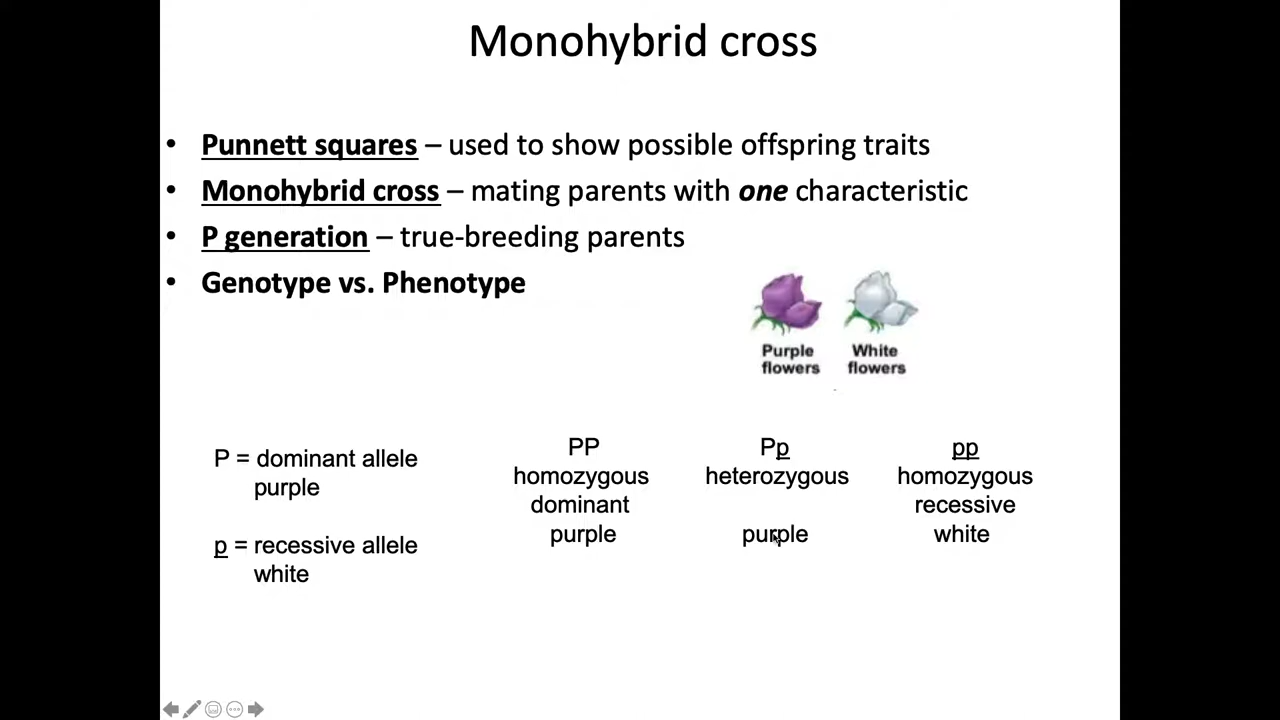 Monohybrid cross
• Punnett squares – used to show possible offspring traits
• Monohybrid cross – mating parents with one characteristic
• P generation – true-breeding parents
• Genotype vs. Phenotype
Purple flowers
White flowers
P = dominant allele
purple
p = recessive allele
white
PP
homozygous
dominant
purple
Pp
heterozygous
purple
pp
homozygous
recessive
white